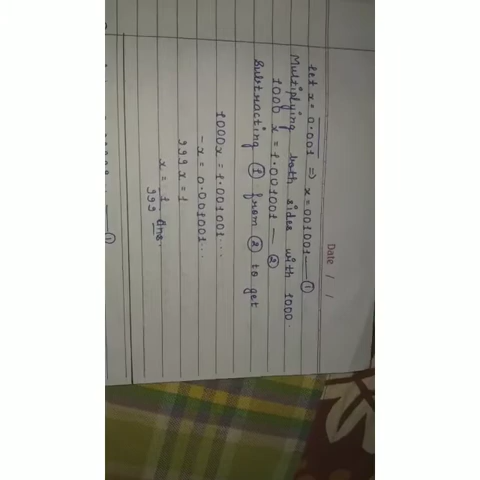 Date / /
let x = 0.001 ⇒ x = 001001 —— ①
Multiplying both sides with 1000.
1000 x = 1.001001 — ②
Subtracting ① from ② to get
1000x = 1.001001...
-x = 0.001001...
999 x = 1
x = 1/999 Ans.